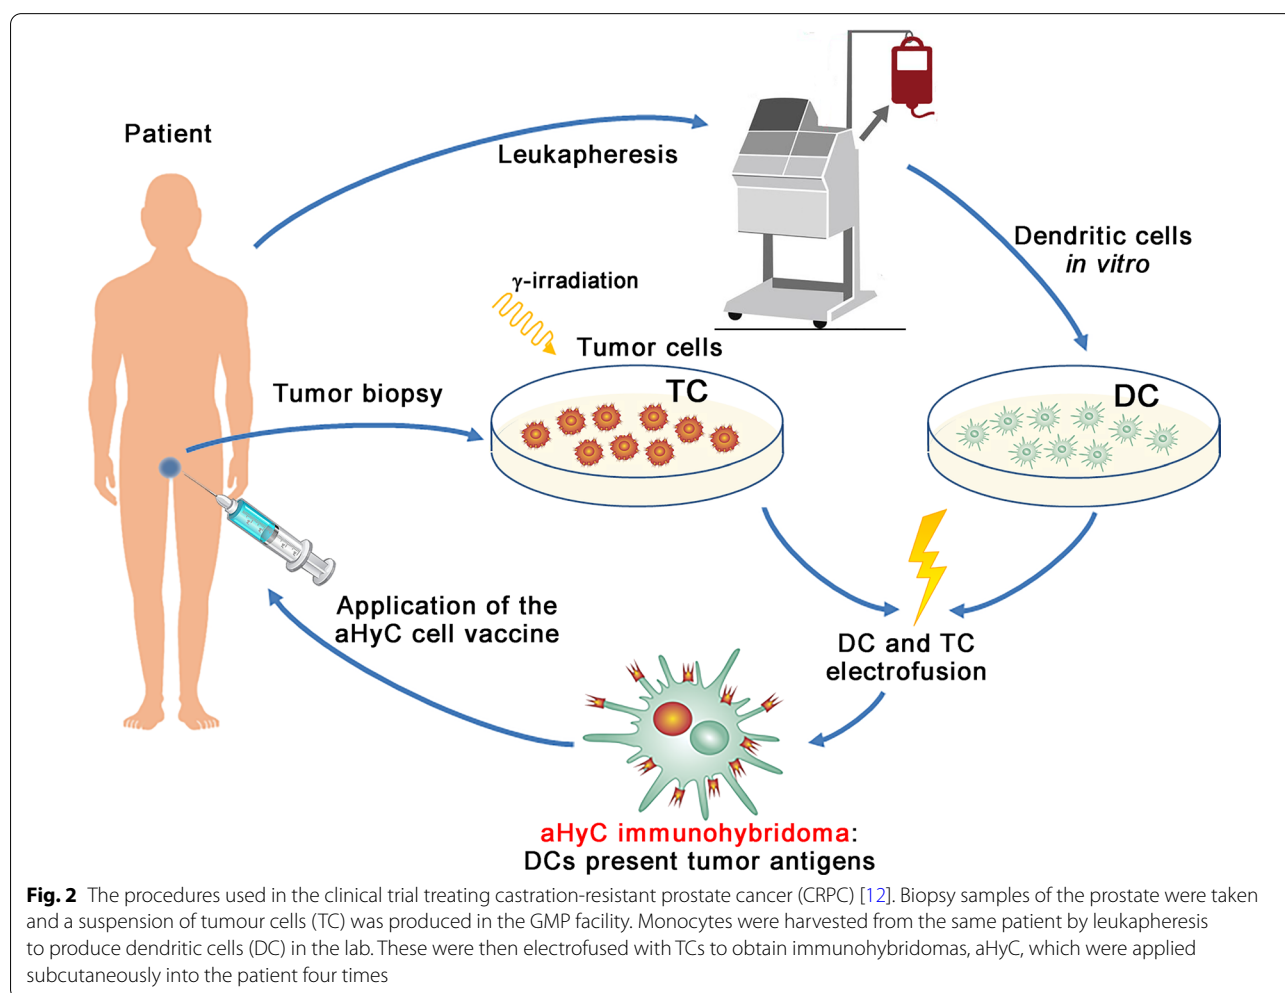 Patient
Leukapheresis
Dendritic cells
in vitro
γ-irradiation
Tumor cells
TC
DC
Tumor biopsy
Application of the
aHyC cell vaccine
DC and TC
electrofusion
aHyC immunohybridoma:
DCs present tumor antigens
Fig. 2 The procedures used in the clinical trial treating castration-resistant prostate cancer (CRPC) [12]. Biopsy samples of the prostate were taken
and a suspension of tumour cells (TC) was produced in the GMP facility. Monocytes were harvested from the same patient by leukapheresis
to produce dendritic cells (DC) in the lab. These were then electrofused with TCs to obtain immunohybridomas, aHyC, which were applied
subcutaneously into the patient four times